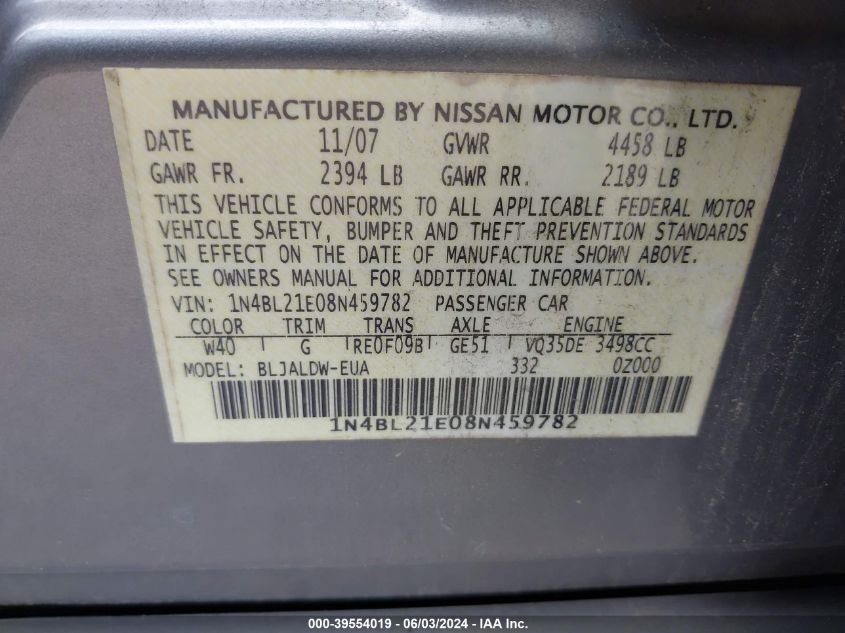 MANUFACTURED BY NISSAN MOTOR CO., LTD.
DATE 11/07 GVWR 4458 LB
GAWR FR. 2394 LB GAWR RR. 2189 LB
THIS VEHICLE CONFORMS TO ALL APPLICABLE FEDERAL MOTOR
VEHICLE SAFETY, BUMPER AND THEFT PREVENTION STANDARDS
IN EFFECT ON THE DATE OF MANUFACTURE SHOWN ABOVE.
SEE OWNERS MANUAL FOR ADDITIONAL INFORMATION.
VIN: 1N4BL21E08N459782 PASSENGER CAR
COLOR TRIM TRANS AXLE ENGINE
W40 G RE0F09B GE51 VQ35DE 3498CC
MODEL: BLJALDW-EUA 332 0Z000
1N4BL21E08N459782
000-39554019 - 06/03/2024 - IAA Inc.